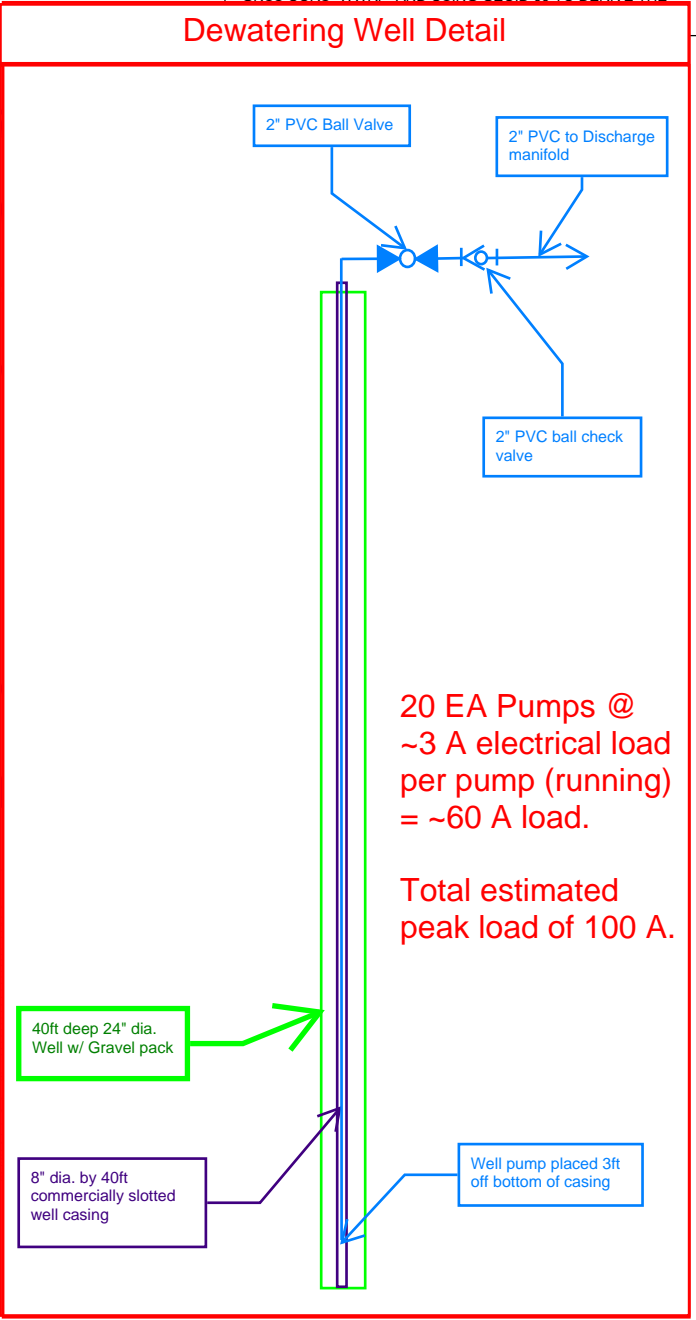 Dewatering Well Detail
2" PVC Ball Valve
2" PVC to Discharge
manifold
2" PVC ball check
valve
20 EA Pumps @
~3 A electrical load
per pump (running)
= ~60 A load.
Total estimated
peak load of 100 A.
40ft deep 24" dia.
Well w/ Gravel pack
8" dia. by 40ft
commercially slotted
well casing
Well pump placed 3ft
off bottom of casing